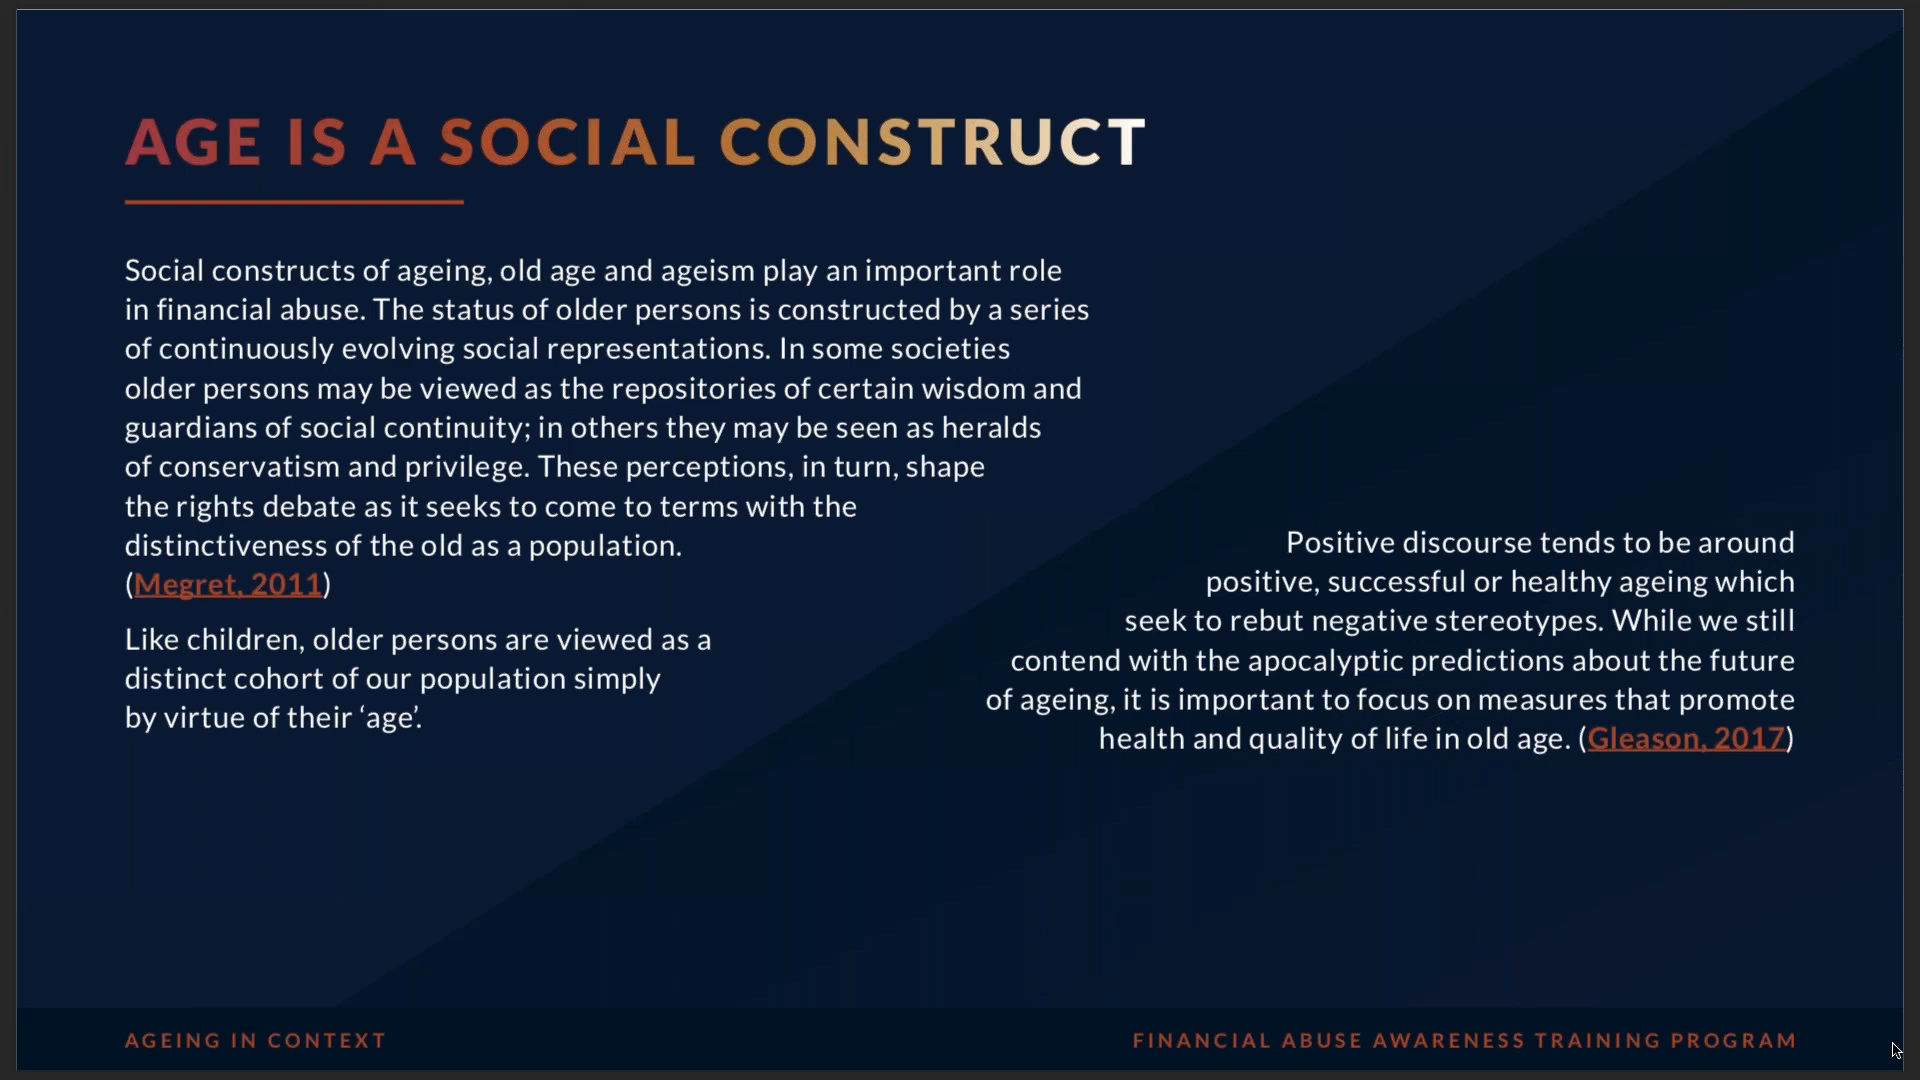 AGE IS A SOCIAL CONSTRUCT
Social constructs of ageing, old age and ageism play an important role
in financial abuse. The status of older persons is constructed by a series
of continuously evolving social representations. In some societies
older persons may be viewed as the repositories of certain wisdom and
guardians of social continuity; in others they may be seen as heralds
of conservatism and privilege. These perceptions, in turn, shape
the rights debate as it seeks to come to terms with the
distinctiveness of the old as a population.
(Megret, 2011)
Like children, older persons are viewed as a
distinct cohort of our population simply
by virtue of their ‘age’.
Positive discourse tends to be around
positive, successful or healthy ageing which
seek to rebut negative stereotypes. While we still
contend with the apocalyptic predictions about the future
of ageing, it is important to focus on measures that promote
health and quality of life in old age. (Gleason, 2017)
AGEING IN CONTEXT
FINANCIAL ABUSE AWARENESS TRAINING PROGRAM